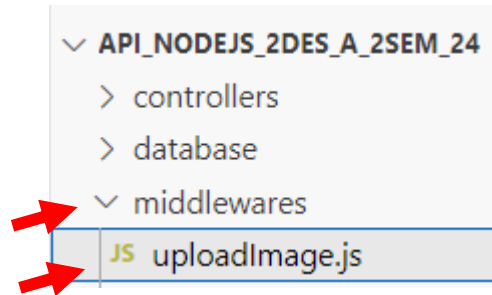 API_NODEJS_2DES_A_2SEM_24
controllers
database
middlewares
JS uploadImage.js